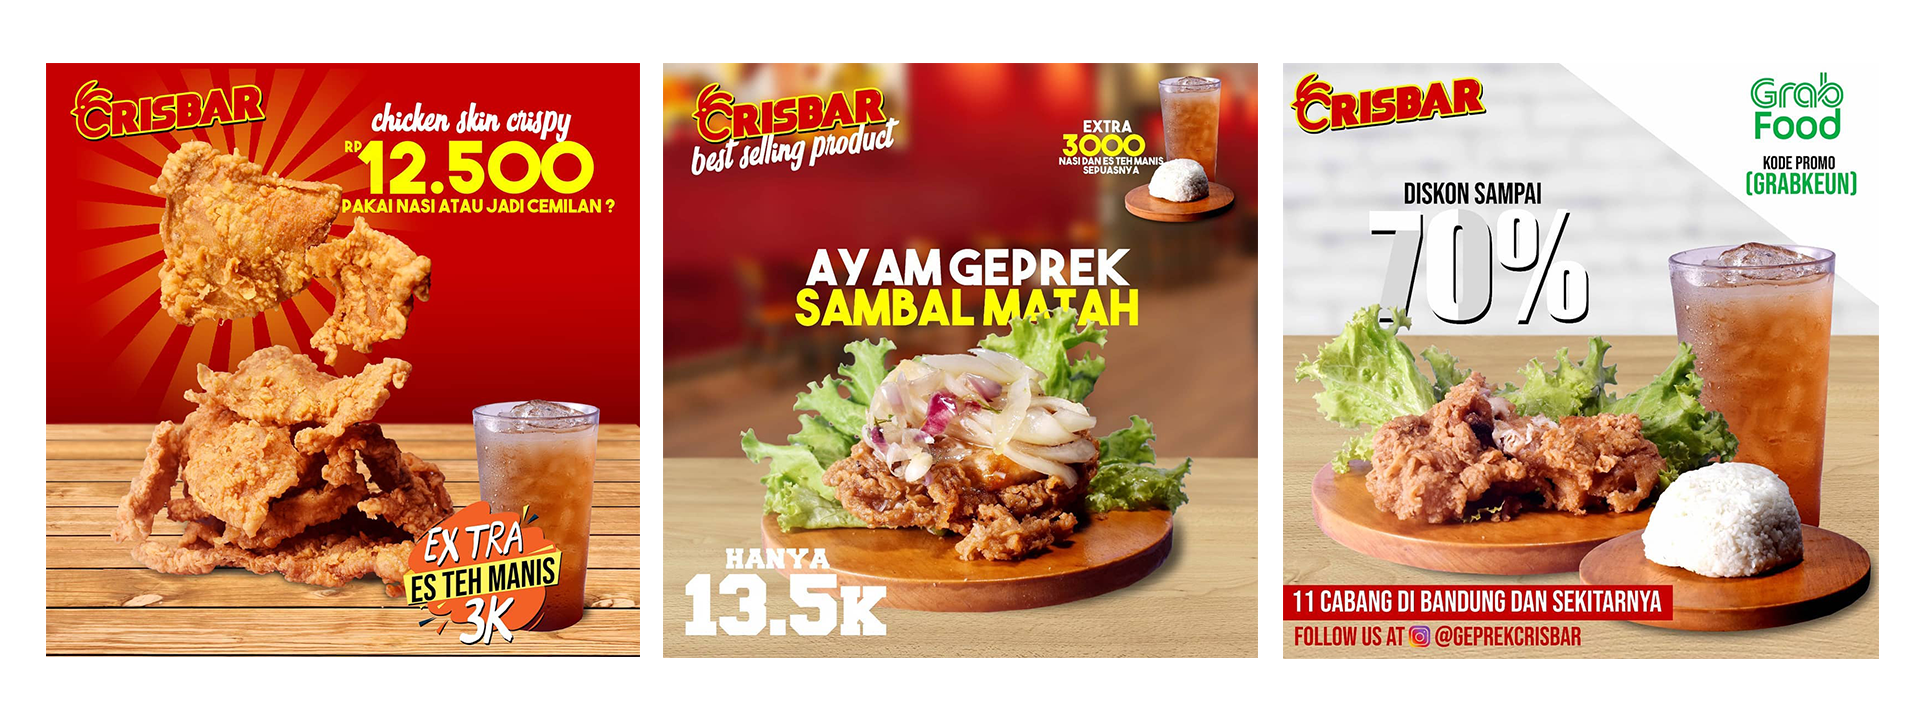 CRISBAR
chicken skin crispy
RP 12.500
PAKAI NASI ATAU JADI CEMILAN ?
EXTRA
ES TEH MANIS
3K
CRISBAR
best selling product
EXTRA
3000
NASI DAN ES TEH MANIS
SEPUASNYA
AYAM GEPREK
SAMBAL MATAH
HANYA
13.5K
CRISBAR
Grab
Food
KODE PROMO
(GRABKEUN)
DISKON SAMPAI
70%
11 CABANG DI BANDUNG DAN SEKITARNYA
FOLLOW US AT @GEPREKCRISBAR